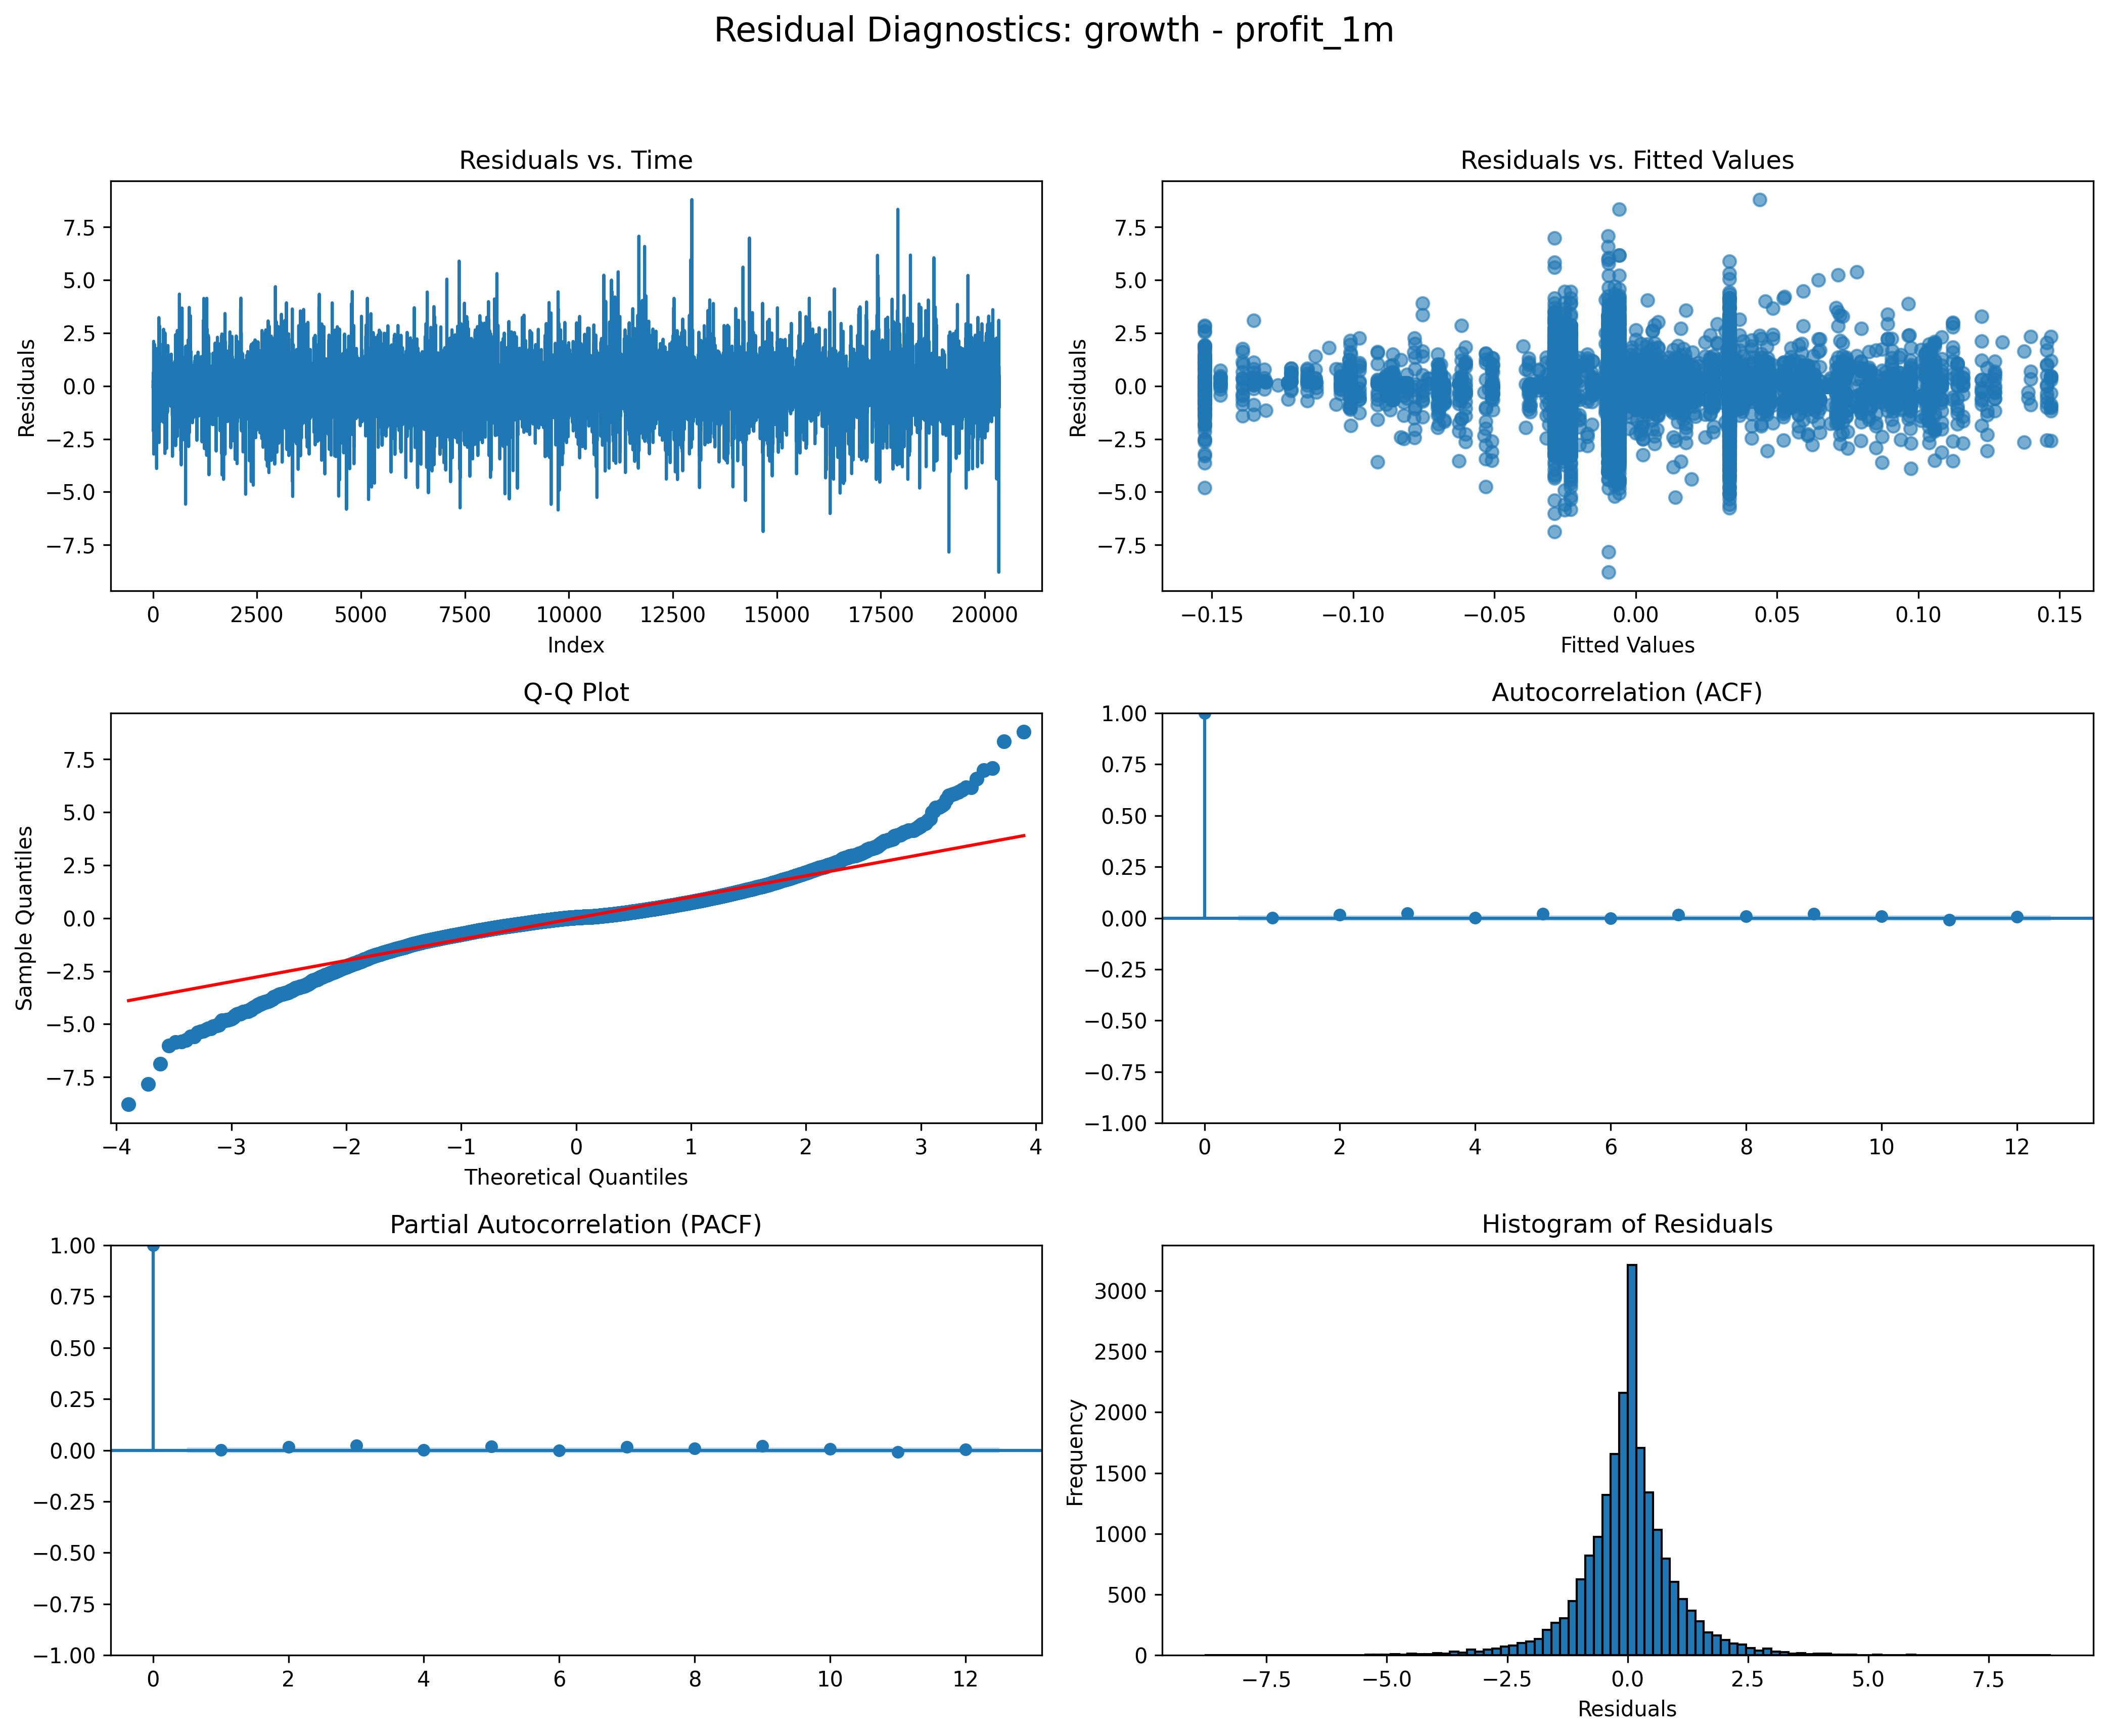 Residual Diagnostics: growth - profit_1m
Residuals vs. Time
7.5
5.0
2.5
0.0
−2.5
−5.0
−7.5
Residuals
0 2500 5000 7500 10000 12500 15000 17500 20000
Index
Residuals vs. Fitted Values
7.5
5.0
2.5
0.0
−2.5
−5.0
−7.5
Residuals
−0.15 −0.10 −0.05 0.00 0.05 0.10 0.15
Fitted Values
Q-Q Plot
7.5
5.0
2.5
0.0
−2.5
−5.0
−7.5
Sample Quantiles
−4 −3 −2 −1 0 1 2 3 4
Theoretical Quantiles
Autocorrelation (ACF)
1.00
0.75
0.50
0.25
0.00
−0.25
−0.50
−0.75
−1.00
0 2 4 6 8 10 12
Partial Autocorrelation (PACF)
1.00
0.75
0.50
0.25
0.00
−0.25
−0.50
−0.75
−1.00
0 2 4 6 8 10 12
Histogram of Residuals
3000
2500
2000
1500
1000
500
0
Frequency
−7.5 −5.0 −2.5 0.0 2.5 5.0 7.5
Residuals